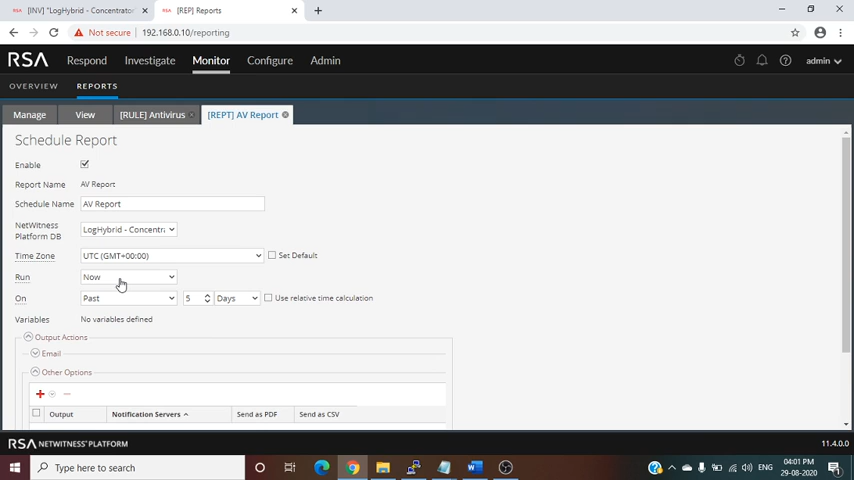 [INV] "LogHybrid - Concentrator
[REP] Reports
Not secure
192.168.0.10/reporting
RSA
Respond
Investigate
Monitor
Configure
Admin
admin
OVERVIEW
REPORTS
Manage
View
[RULE] Antivirus
[REPT] AV Report
Schedule Report
Enable
Report Name
AV Report
Schedule Name
AV Report
NetWitness
Platform DB
LogHybrid - Concentra
Time Zone
UTC (GMT+00:00)
Set Default
Run
Now
On
Past
5
Days
Use relative time calculation
Variables
No variables defined
Output Actions
Email
Other Options
Output
Notification Servers
Send as PDF
Send as CSV
RSA NETWITNESS PLATFORM
11.4.0.0
Type here to search
ENG
04:01 PM
29-08-2020